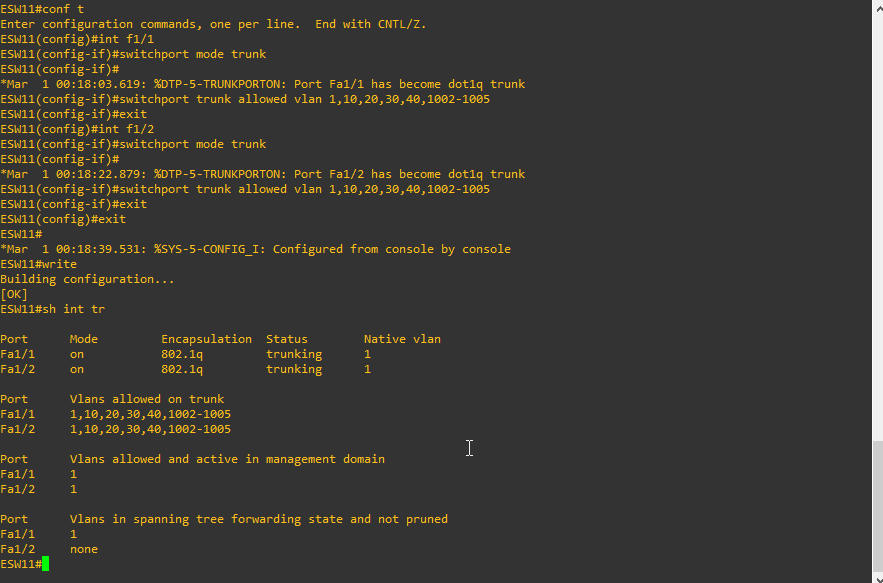 ESW11#conf t
Enter configuration commands, one per line.  End with CNTL/Z.
ESW11(config)#int f1/1
ESW11(config-if)#switchport mode trunk
ESW11(config-if)#
*Mar  1 00:18:03.619: %DTP-5-TRUNKPORTON: Port Fa1/1 has become dot1q trunk
ESW11(config-if)#switchport trunk allowed vlan 1,10,20,30,40,1002-1005
ESW11(config-if)#exit
ESW11(config)#int f1/2
ESW11(config-if)#switchport mode trunk
ESW11(config-if)#
*Mar  1 00:18:22.879: %DTP-5-TRUNKPORTON: Port Fa1/2 has become dot1q trunk
ESW11(config-if)#switchport trunk allowed vlan 1,10,20,30,40,1002-1005
ESW11(config-if)#exit
ESW11(config)#exit
ESW11#
*Mar  1 00:18:39.531: %SYS-5-CONFIG_I: Configured from console by console
ESW11#write
Building configuration...
[OK]
ESW11#sh int tr
Port      Mode         Encapsulation  Status        Native vlan
Fa1/1     on           802.1q         trunking      1
Fa1/2     on           802.1q         trunking      1
Port      Vlans allowed on trunk
Fa1/1     1,10,20,30,40,1002-1005
Fa1/2     1,10,20,30,40,1002-1005
Port      Vlans allowed and active in management domain
Fa1/1     1
Fa1/2     1
Port      Vlans in spanning tree forwarding state and not pruned
Fa1/1     1
Fa1/2     none
ESW11#